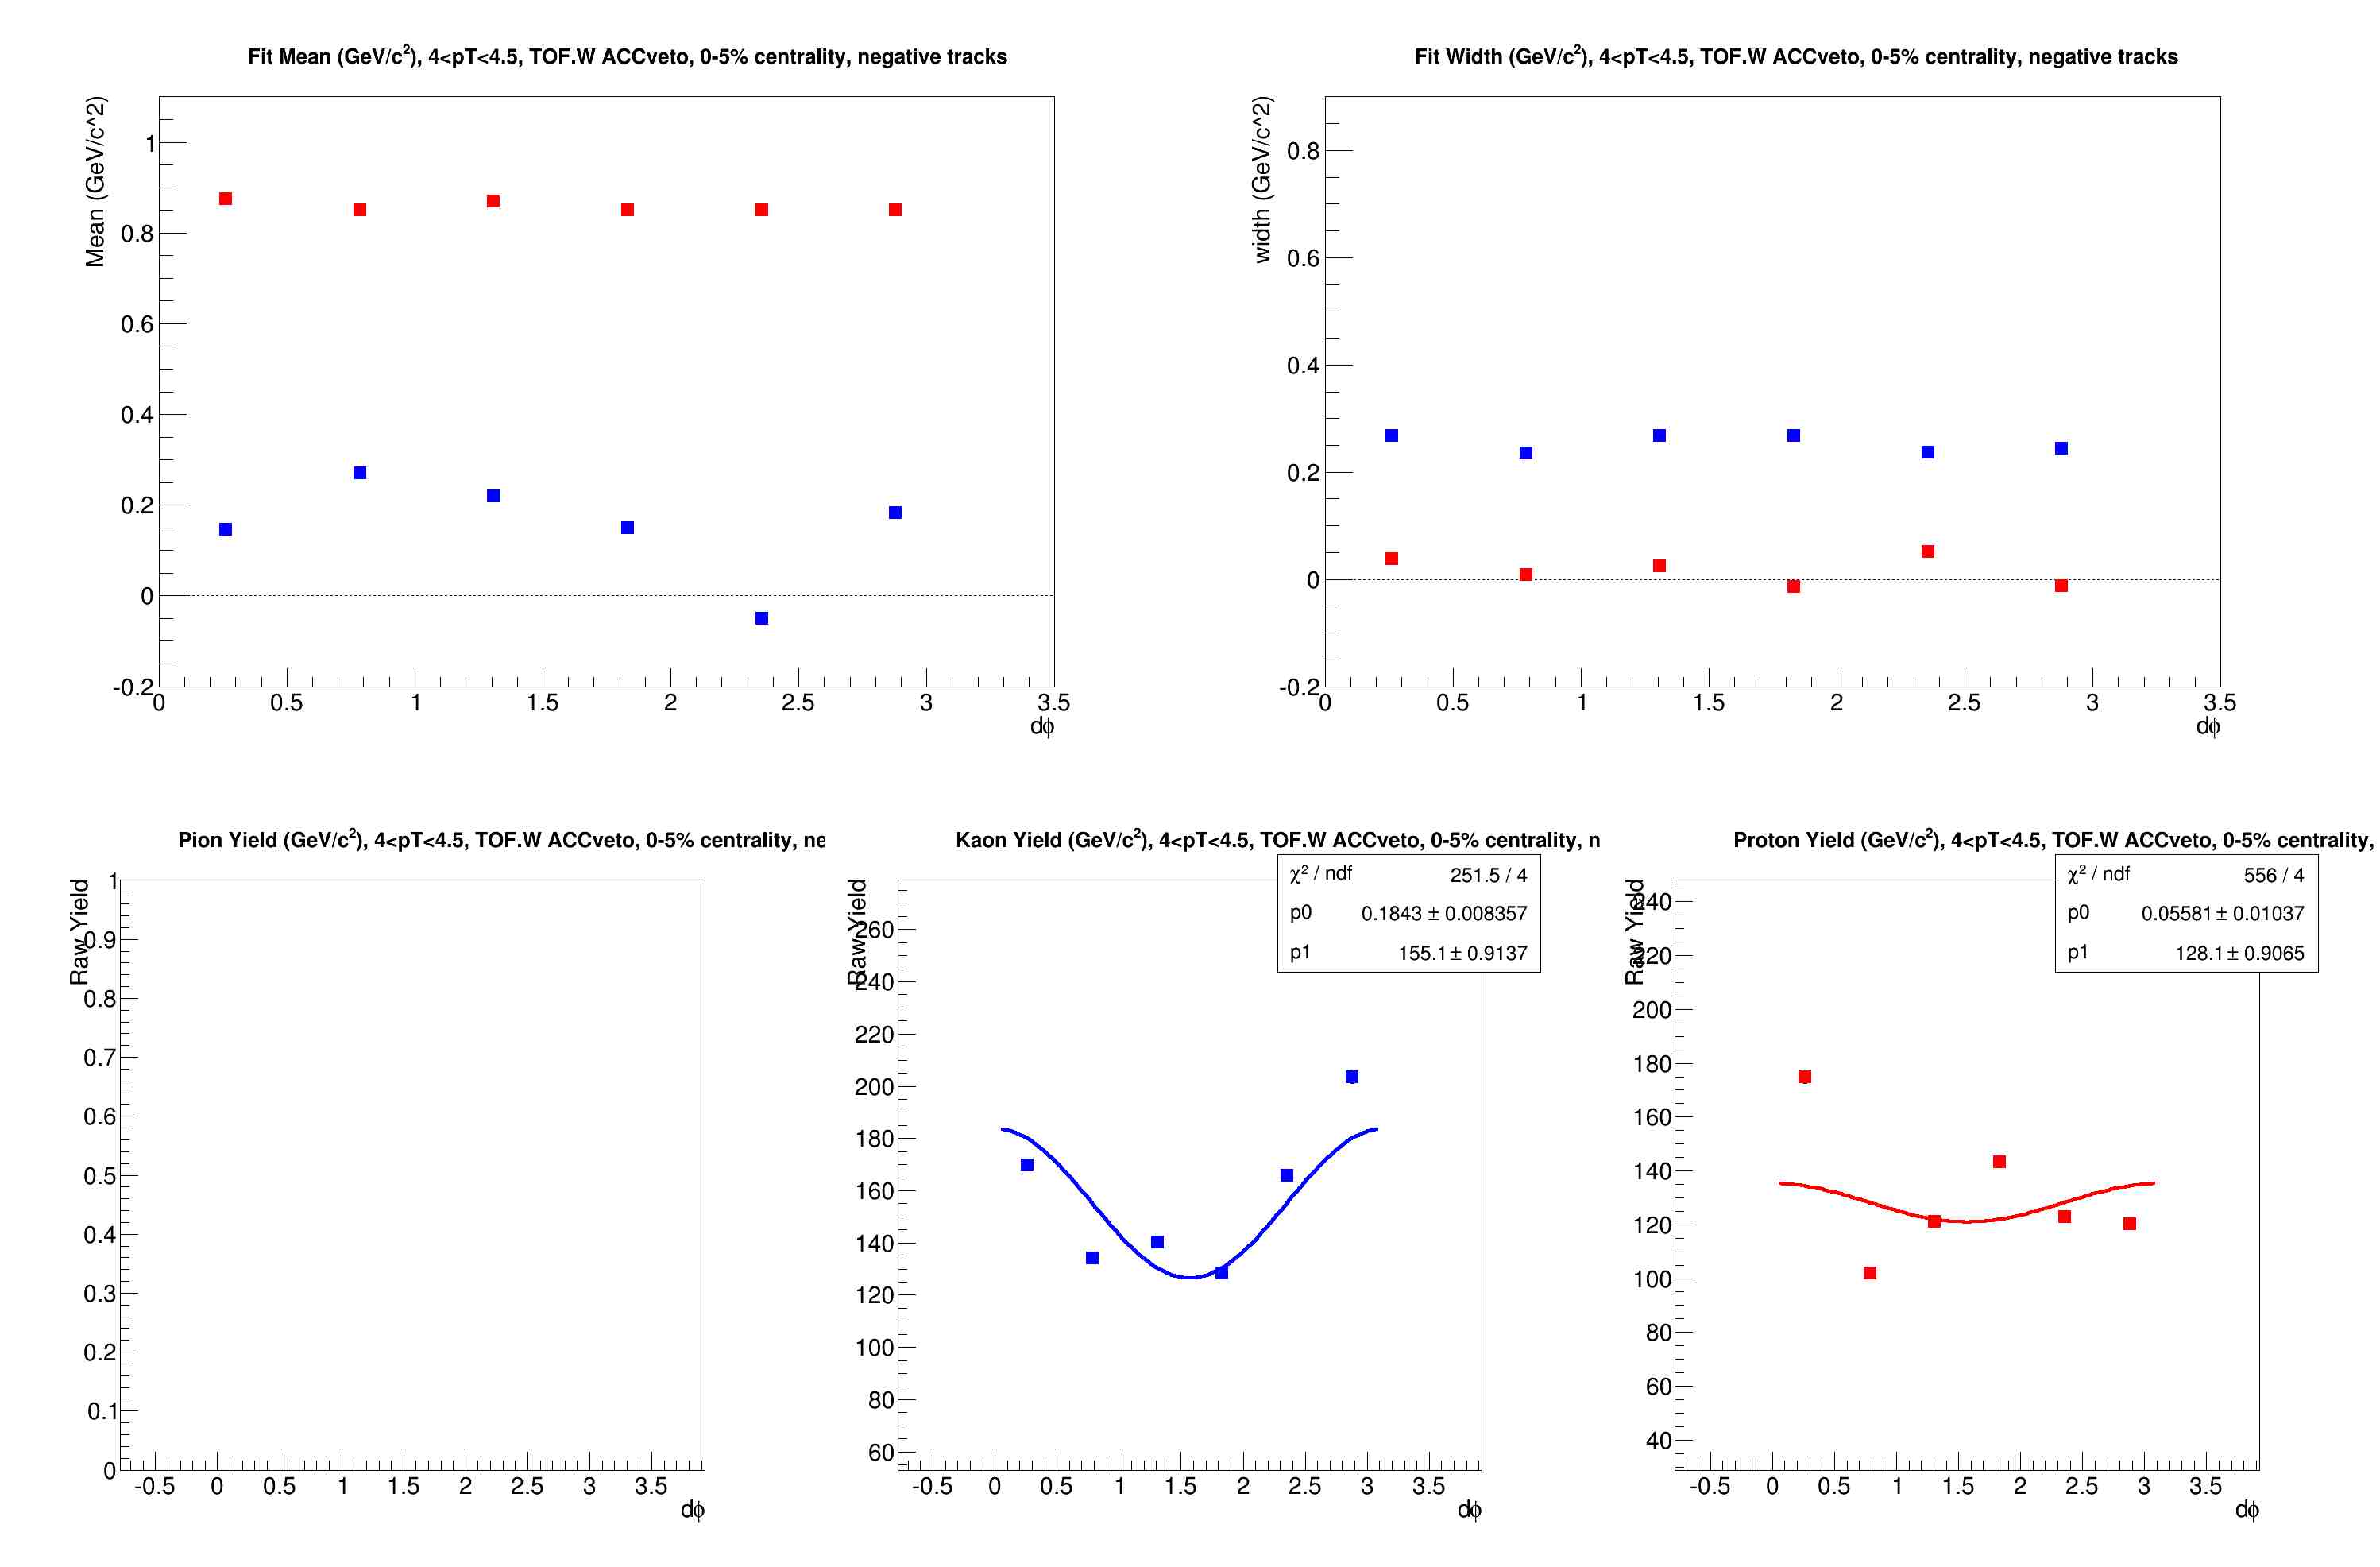 Fit Mean (GeV/c²), 4<pT<4.5, TOF.W ACCveto, 0-5% centrality, negative tracks
Mean (GeV/c^2)
1
0.8
0.6
0.4
0.2
0
-0.2
0 0.5 1 1.5 2 2.5 3 3.5
dϕ
Fit Width (GeV/c²), 4<pT<4.5, TOF.W ACCveto, 0-5% centrality, negative tracks
width (GeV/c^2)
0.8
0.6
0.4
0.2
0
-0.2
0 0.5 1 1.5 2 2.5 3 3.5
dϕ
Pion Yield (GeV/c²), 4<pT<4.5, TOF.W ACCveto, 0-5% centrality, ne
Raw Yield
1
0.9
0.8
0.7
0.6
0.5
0.4
0.3
0.2
0.1
0
-0.5 0 0.5 1 1.5 2 2.5 3 3.5
dϕ
Kaon Yield (GeV/c²), 4<pT<4.5, TOF.W ACCveto, 0-5% centrality, n
χ² / ndf 251.5 / 4
p0 0.1843 ± 0.008357
p1 155.1 ± 0.9137
Raw Yield
260
240
220
200
180
160
140
120
100
80
60
-0.5 0 0.5 1 1.5 2 2.5 3 3.5
dϕ
Proton Yield (GeV/c²), 4<pT<4.5, TOF.W ACCveto, 0-5% centrality,
χ² / ndf 556 / 4
p0 0.05581 ± 0.01037
p1 128.1 ± 0.9065
Raw Yield
240
220
200
180
160
140
120
100
80
60
40
-0.5 0 0.5 1 1.5 2 2.5 3 3.5
dϕ